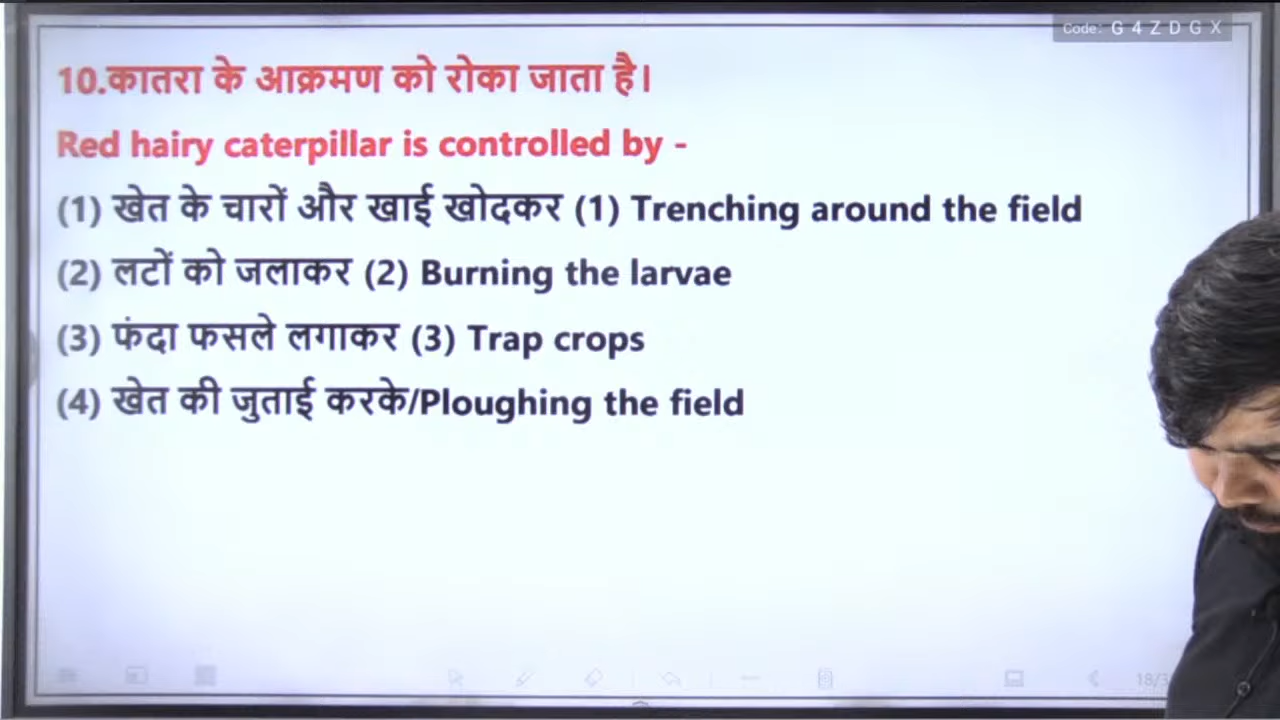 Code: G4ZDGX
10.कातरा के आक्रमण को रोका जाता है।
Red hairy caterpillar is controlled by -
(1) खेत के चारों और खाई खोदकर (1) Trenching around the field
(2) लटों को जलाकर (2) Burning the larvae
(3) फंदा फसले लगाकर (3) Trap crops
(4) खेत की जुताई करके/Ploughing the field